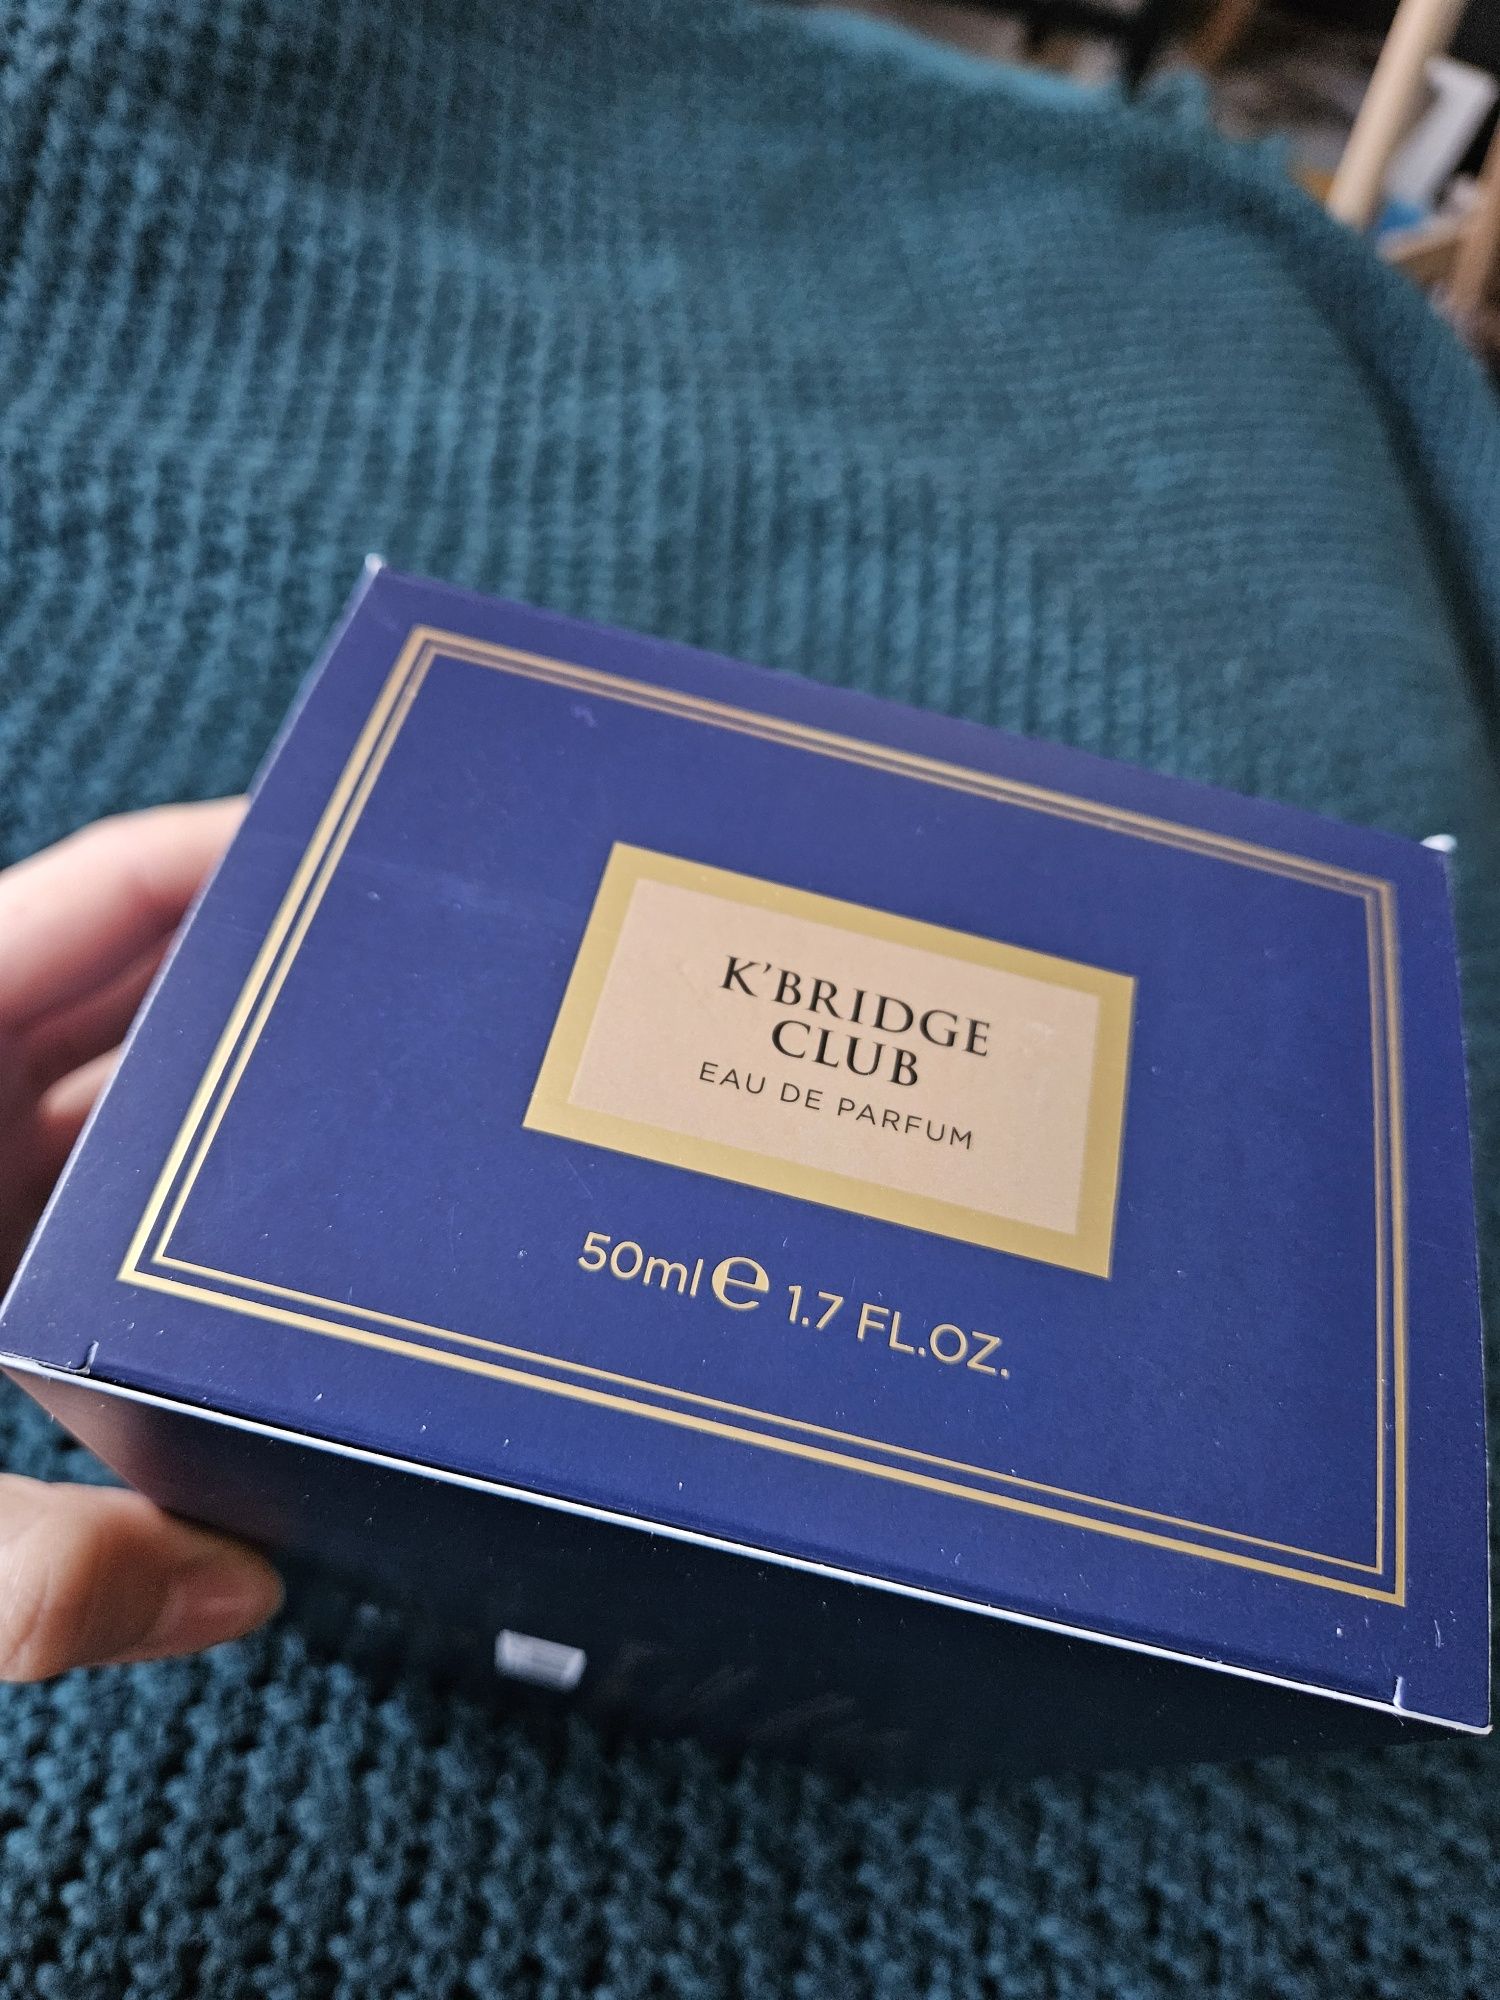 K'BRIDGE
CLUB
EAU DE PARFUM
50ml ℮ 1.7 FL.OZ.